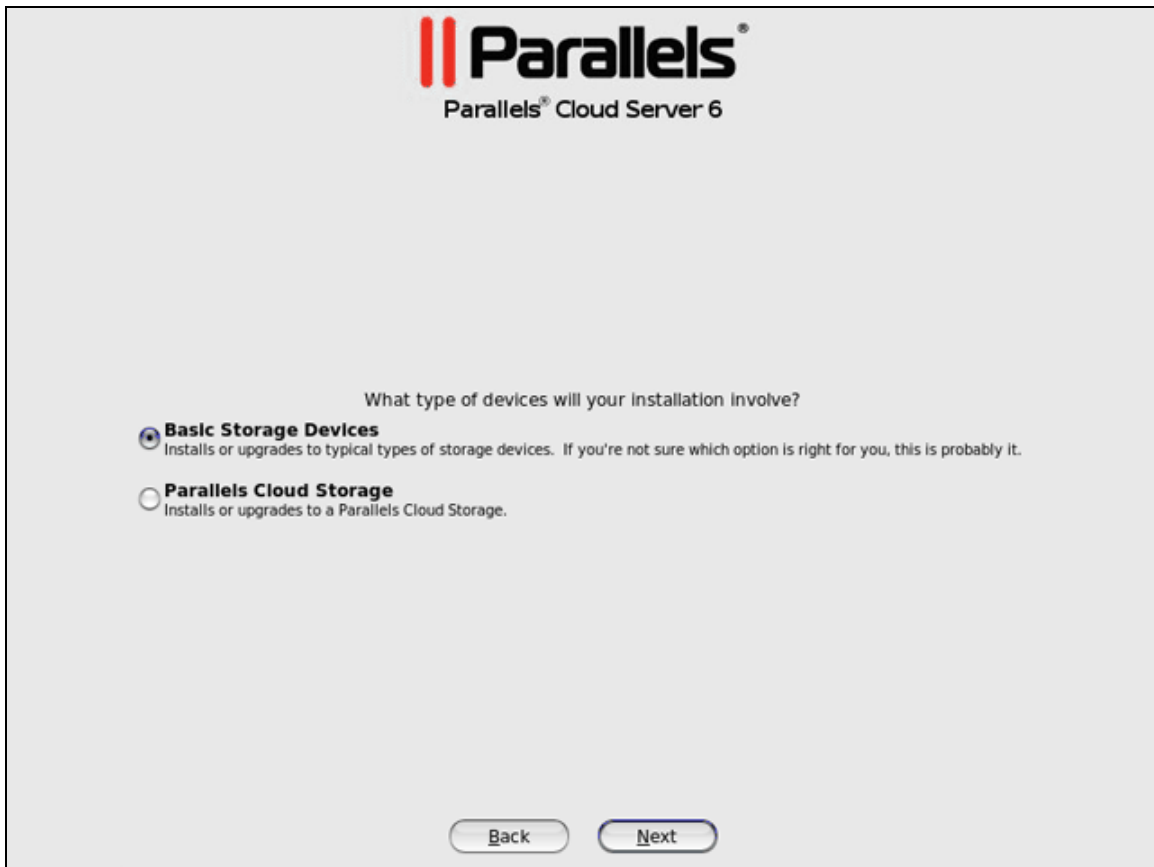 Parallels®
Parallels® Cloud Server 6
What type of devices will your installation involve?
Basic Storage Devices
Installs or upgrades to typical types of storage devices.  If you're not sure which option is right for you, this is probably it.
Parallels Cloud Storage
Installs or upgrades to a Parallels Cloud Storage.
Back Next